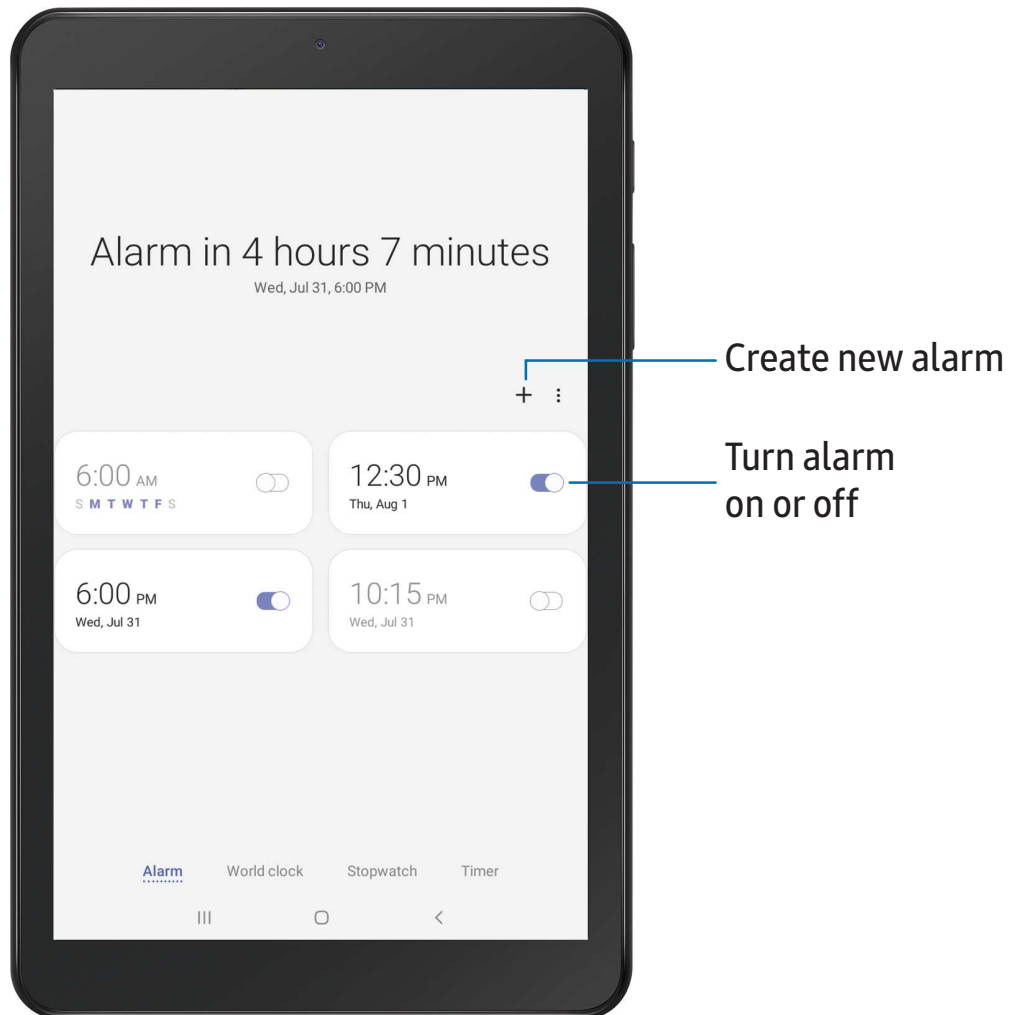 Alarm in 4 hours 7 minutes
Wed, Jul 31, 6:00 PM
Create new alarm
6:00 AM
S M T W T F S
12:30 PM
Thu, Aug 1
Turn alarm
on or off
6:00 PM
Wed, Jul 31
10:15 PM
Wed, Jul 31
Alarm World clock Stopwatch Timer